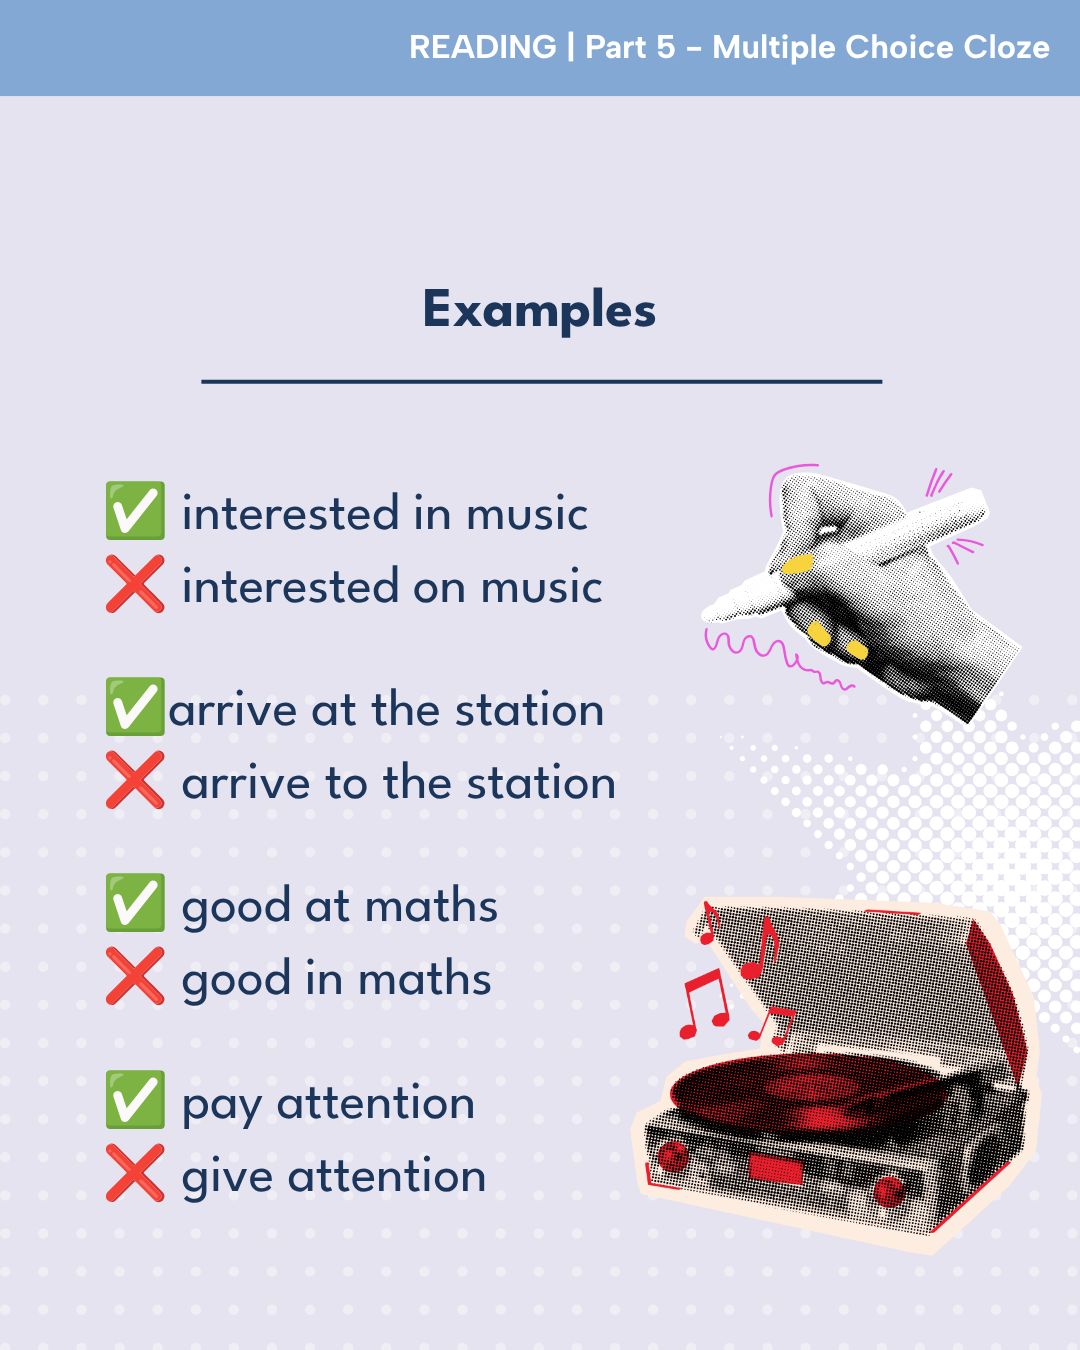 READING | Part 5 - Multiple Choice Cloze
Examples
✅ interested in music
❌ interested on music
✅arrive at the station
❌ arrive to the station
✅ good at maths
❌ good in maths
✅ pay attention
❌ give attention